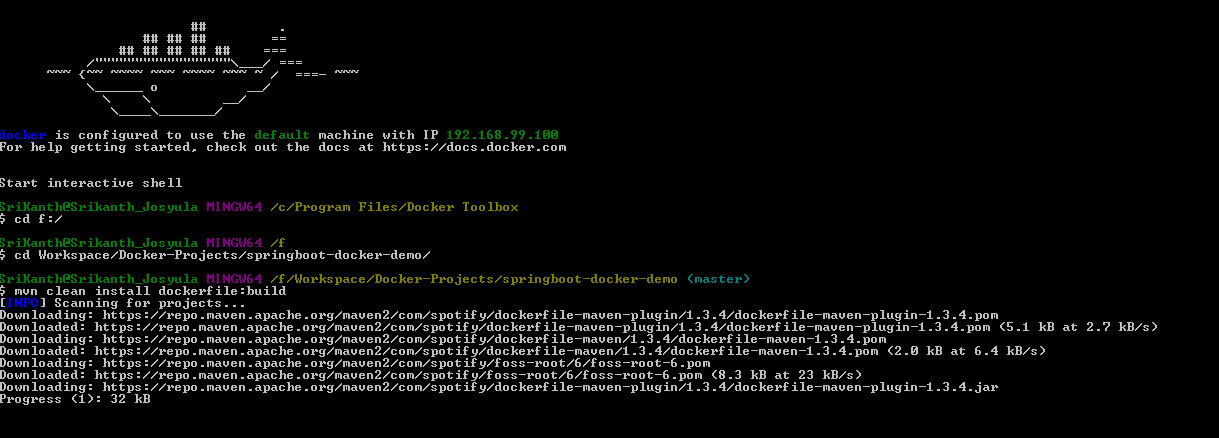 ##         .
                  ## ## ##        ==
               ## ## ## ## ##    ===
           /"""""""""""""""""\___/ ===
      ~~~ {~~ ~~~~ ~~~ ~~~~ ~~~ ~ /  ===- ~~~
           \______ o           __/
             \    \         __/
              \____\_______/
docker is configured to use the default machine with IP 192.168.99.100
For help getting started, check out the docs at https://docs.docker.com
Start interactive shell
SriKanth@Srikanth_Josyula MINGW64 /c/Program Files/Docker Toolbox
$ cd f:/
SriKanth@Srikanth_Josyula MINGW64 /f
$ cd Workspace/Docker-Projects/springboot-docker-demo/
SriKanth@Srikanth_Josyula MINGW64 /f/Workspace/Docker-Projects/springboot-docker-demo (master)
$ mvn clean install dockerfile:build
[INFO] Scanning for projects...
Downloading: https://repo.maven.apache.org/maven2/com/spotify/dockerfile-maven-plugin/1.3.4/dockerfile-maven-plugin-1.3.4.pom
Downloaded: https://repo.maven.apache.org/maven2/com/spotify/dockerfile-maven-plugin/1.3.4/dockerfile-maven-plugin-1.3.4.pom (5.1 kB at 2.7 kB/s)
Downloading: https://repo.maven.apache.org/maven2/com/spotify/dockerfile-maven/1.3.4/dockerfile-maven-1.3.4.pom
Downloaded: https://repo.maven.apache.org/maven2/com/spotify/dockerfile-maven/1.3.4/dockerfile-maven-1.3.4.pom (2.0 kB at 6.4 kB/s)
Downloading: https://repo.maven.apache.org/maven2/com/spotify/foss-root/6/foss-root-6.pom
Downloaded: https://repo.maven.apache.org/maven2/com/spotify/foss-root/6/foss-root-6.pom (8.3 kB at 23 kB/s)
Downloading: https://repo.maven.apache.org/maven2/com/spotify/dockerfile-maven-plugin/1.3.4/dockerfile-maven-plugin-1.3.4.jar
Progress (1): 32 kB